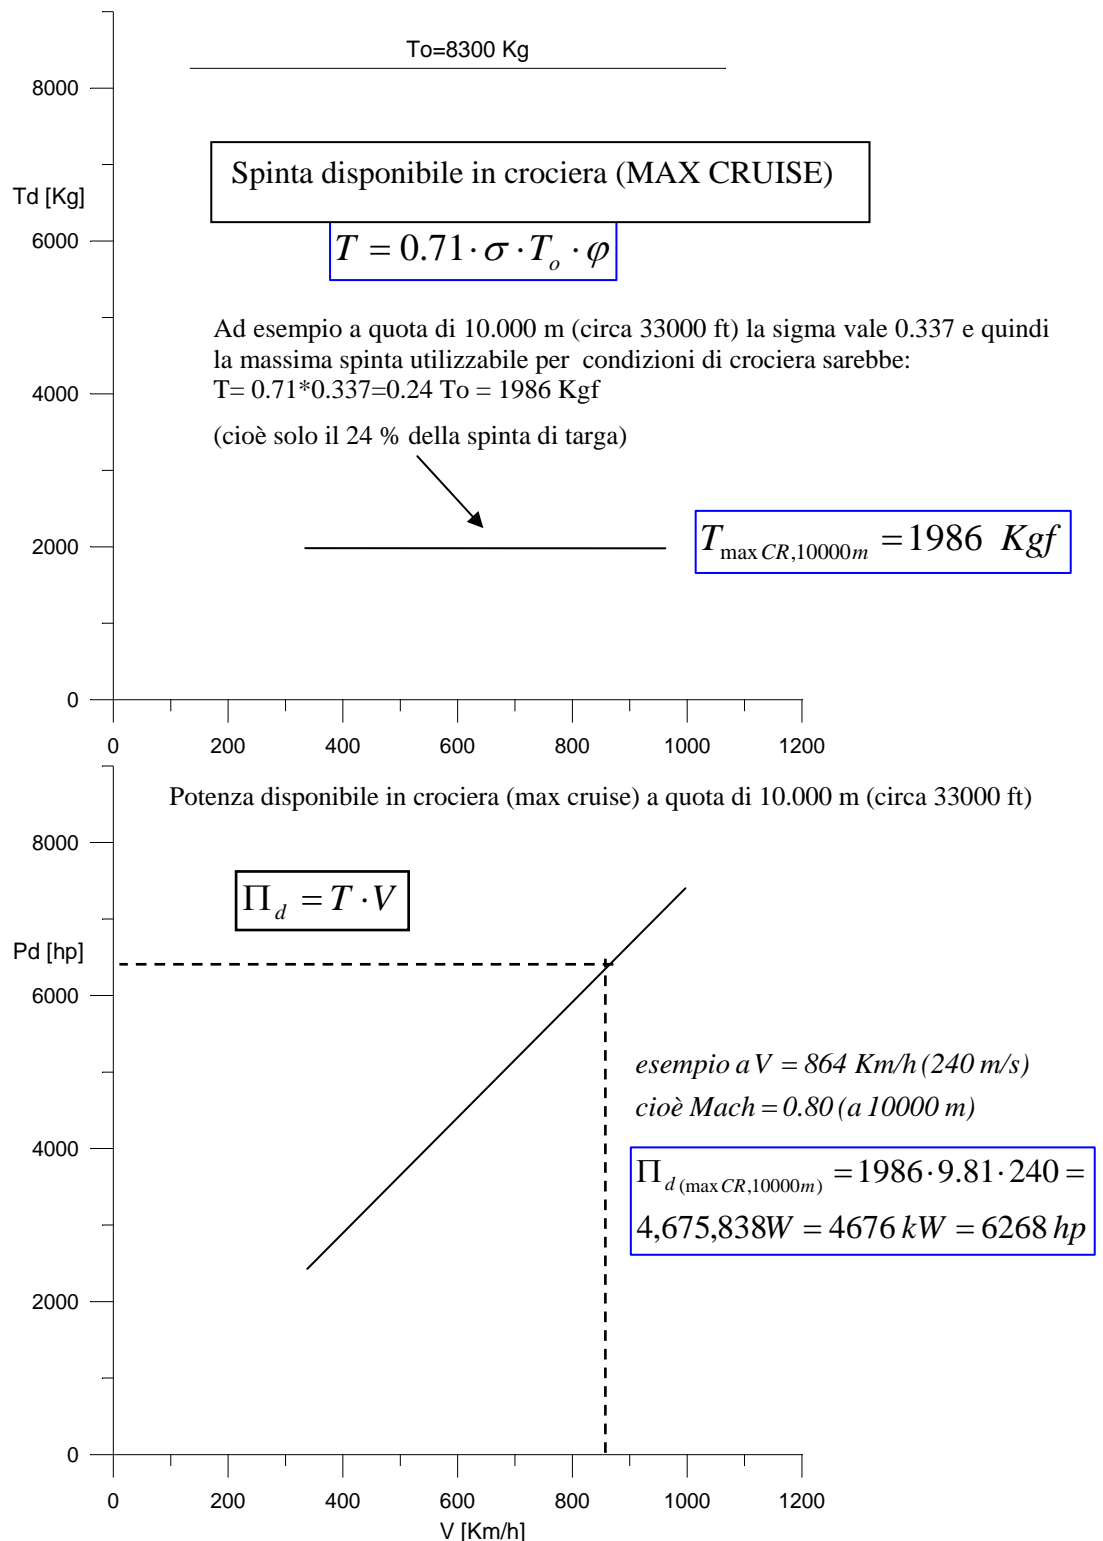 To=8300 Kg
8000
Spinta disponibile in crociera (MAX CRUISE)
Td [Kg]
6000
T = 0.71 · σ · T_o · φ
Ad esempio a quota di 10.000 m (circa 33000 ft) la sigma vale 0.337 e quindi
la massima spinta utilizzabile per condizioni di crociera sarebbe:
4000
T= 0.71*0.337=0.24 To = 1986 Kgf
(cioè solo il 24 % della spinta di targa)
2000
T_max CR,10000m = 1986 Kgf
0
0 200 400 600 800 1000 1200
Potenza disponibile in crociera (max cruise) a quota di 10.000 m (circa 33000 ft)
8000
Π_d = T · V
Pd [hp]
6000
esempio a V = 864 Km/h (240 m/s)
cioè Mach = 0.80 (a 10000 m)
4000
Π_d (max CR,10000m) = 1986 · 9.81 · 240 =
4,675,838W = 4676 kW = 6268 hp
2000
0
0 200 400 600 800 1000 1200
V [Km/h]